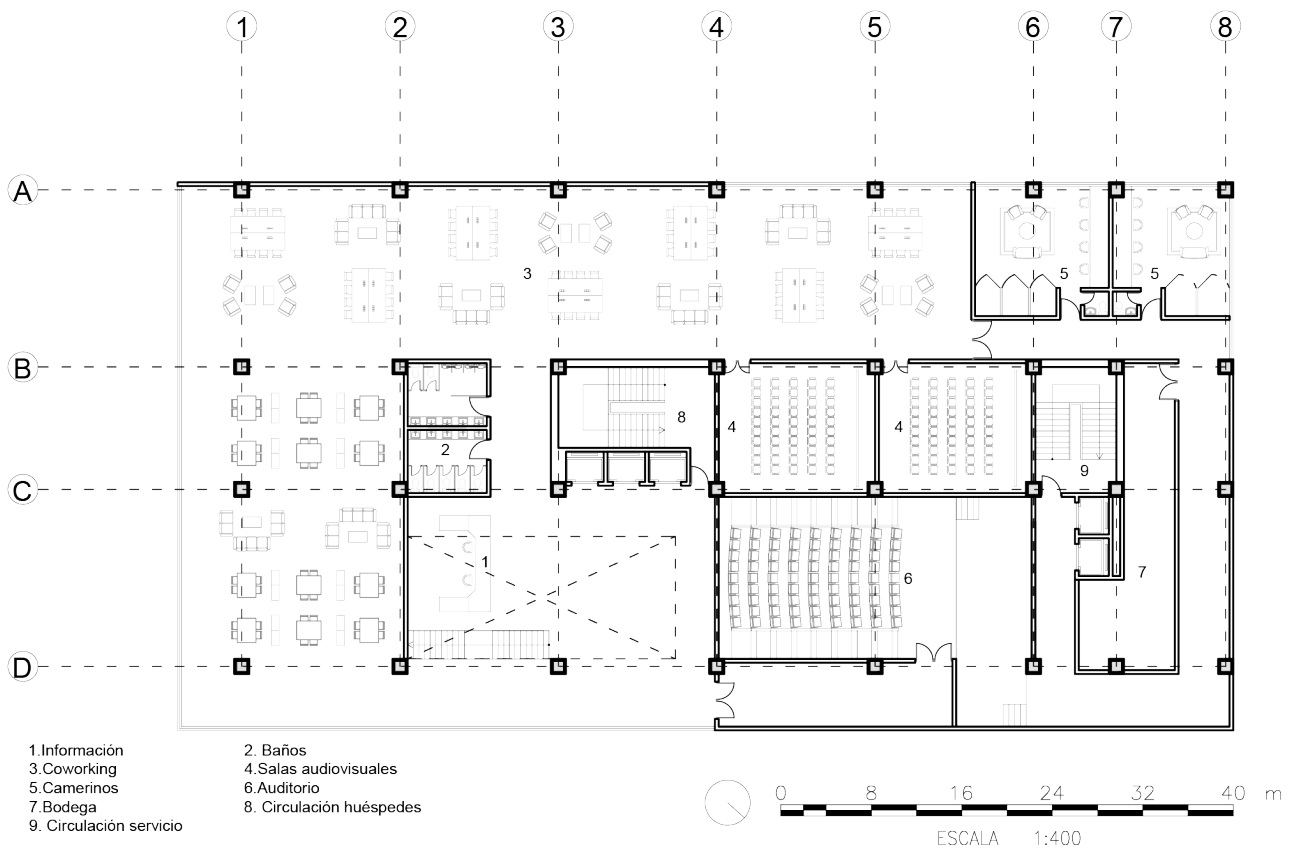 1 2 3 4 5 6 7 8
A
5 5
3
B
8
4 4
2
9
C
1
6
7
D
1.Información 2. Baños
3.Coworking 4.Salas audiovisuales
5.Camerinos 6.Auditorio
7.Bodega 8. Circulación huéspedes
9. Circulación servicio
0 8 16 24 32 40 m
ESCALA 1:400